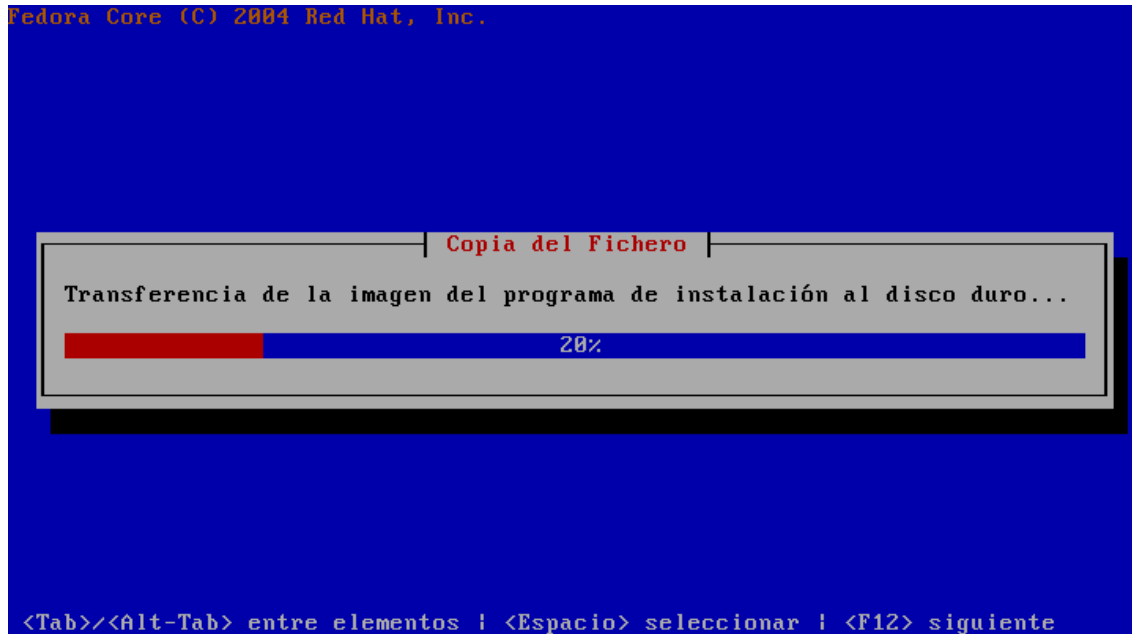 Fedora Core (C) 2004 Red Hat, Inc.
Copia del Fichero
Transferencia de la imagen del programa de instalación al disco duro...
20%
<Tab>/<Alt-Tab> entre elementos | <Espacio> seleccionar | <F12> siguiente